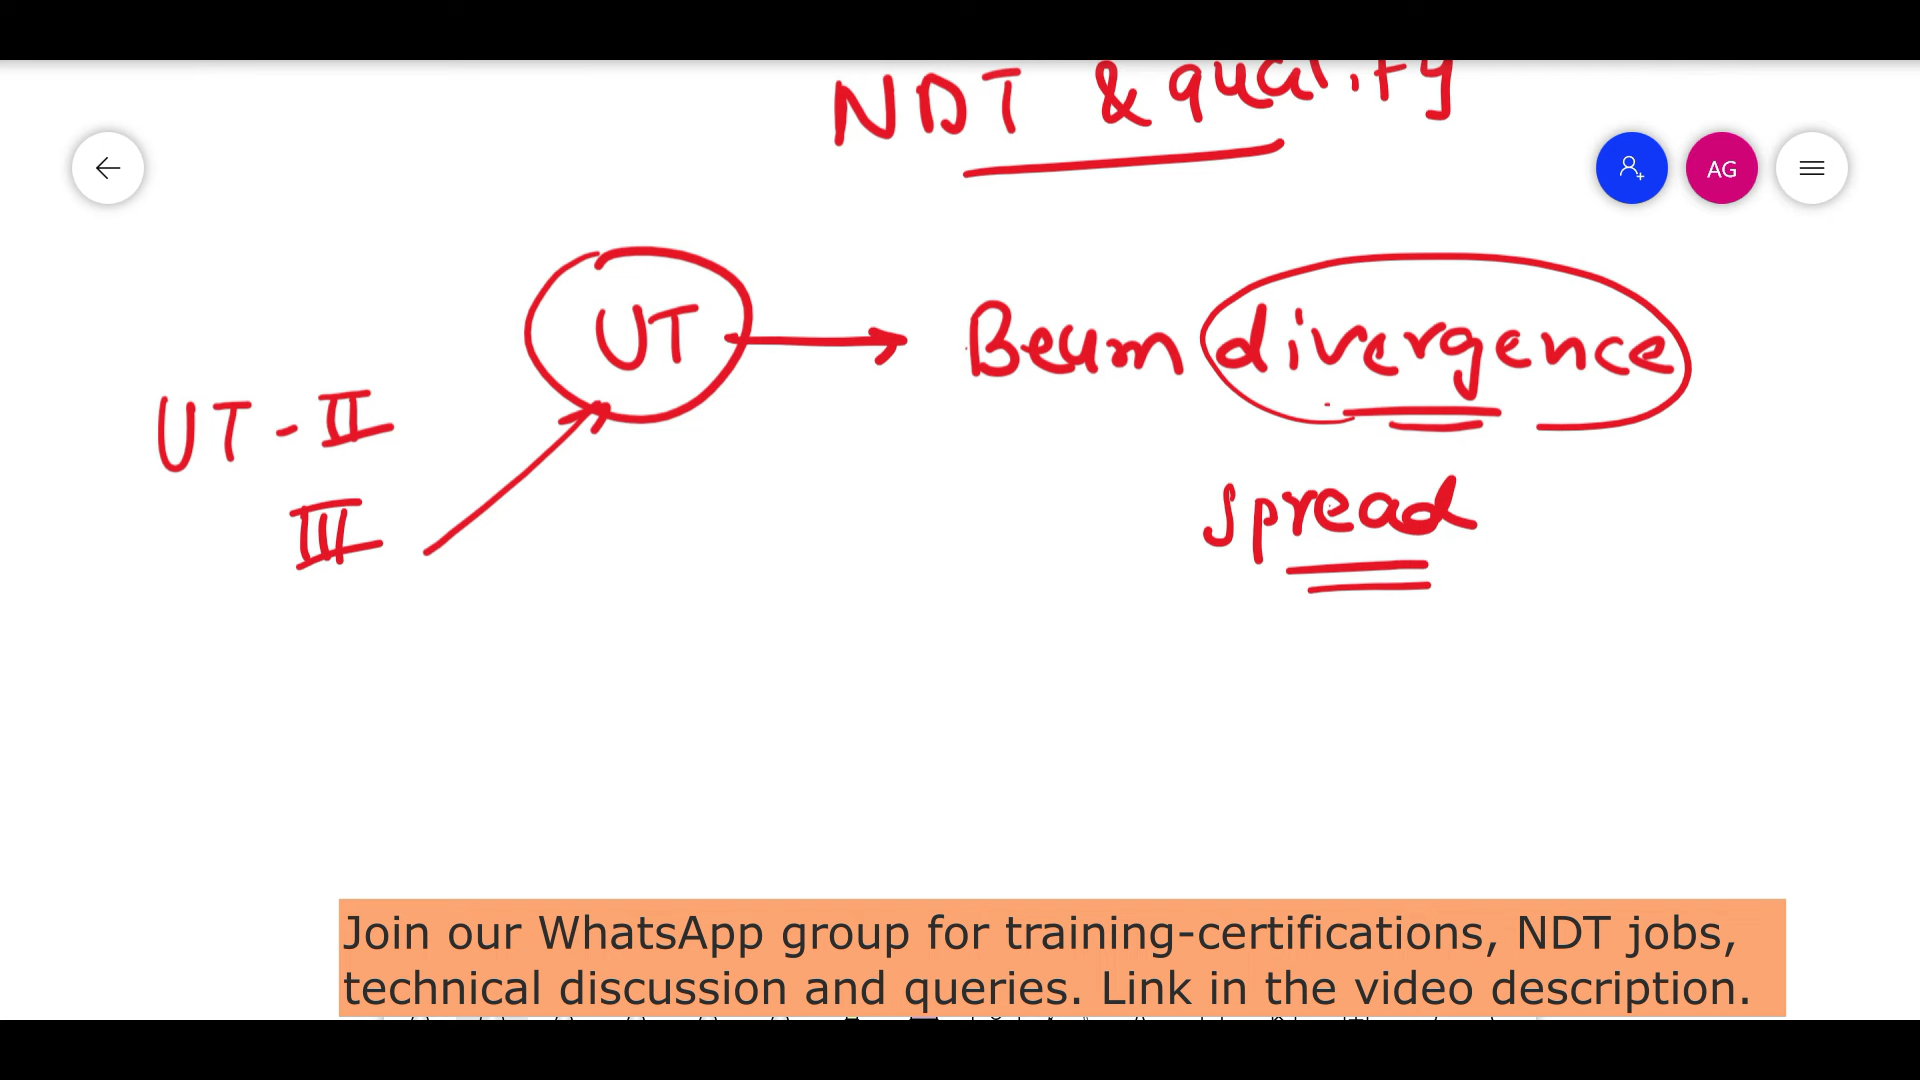 NDT & quality
AG
UT
Beam divergence
UT - II
III
spread
Join our WhatsApp group for training-certifications, NDT jobs,
technical discussion and queries. Link in the video description.